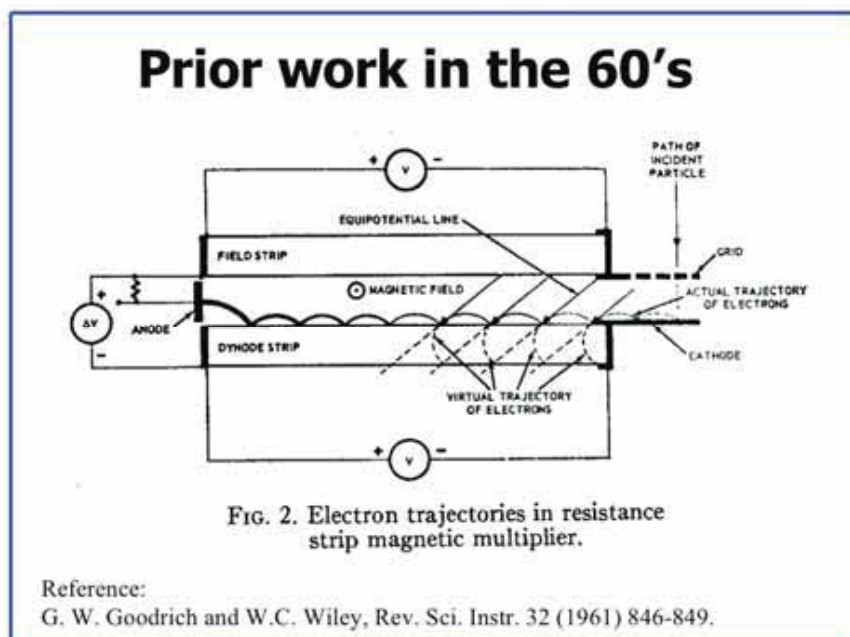 Prior work in the 60's
PATH OF
INCIDENT
PARTICLE
+ V -
EQUIPOTENTIAL LINE
FIELD STRIP
GRID
MAGNETIC FIELD
ACTUAL TRAJECTORY
OF ELECTRONS
+
ΔV
-
ANODE
DYNODE STRIP
CATHODE
VIRTUAL TRAJECTORY
OF ELECTRONS
+ V -
FIG. 2. Electron trajectories in resistance
strip magnetic multiplier.
Reference:
G. W. Goodrich and W.C. Wiley, Rev. Sci. Instr. 32 (1961) 846-849.